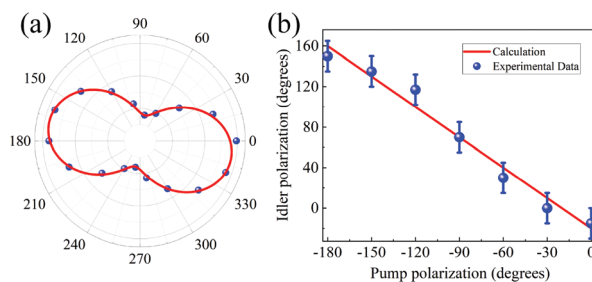 (a)
90
120
60
150
30
180
0
210
330
240
300
270
(b)
160
120
80
40
0
Idler polarization (degrees)
Calculation
Experimental Data
-180 -150 -120 -90 -60 -30 0
Pump polarization (degrees)